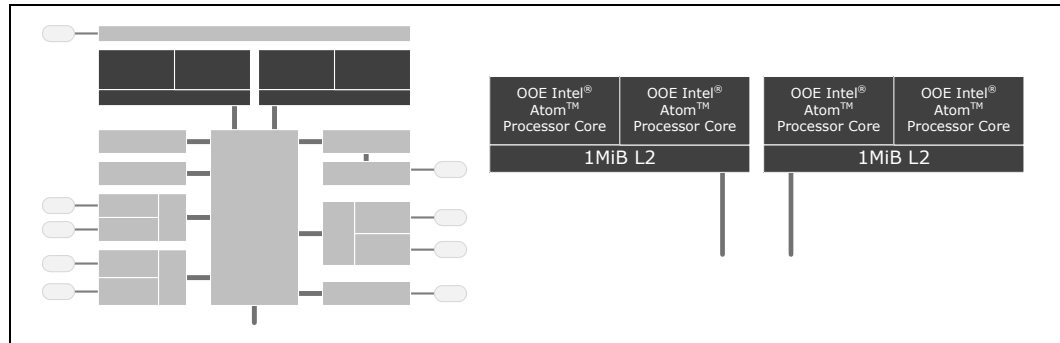 OOE Intel®
Atom™
Processor Core
OOE Intel®
Atom™
Processor Core
1MiB L2
OOE Intel®
Atom™
Processor Core
OOE Intel®
Atom™
Processor Core
1MiB L2